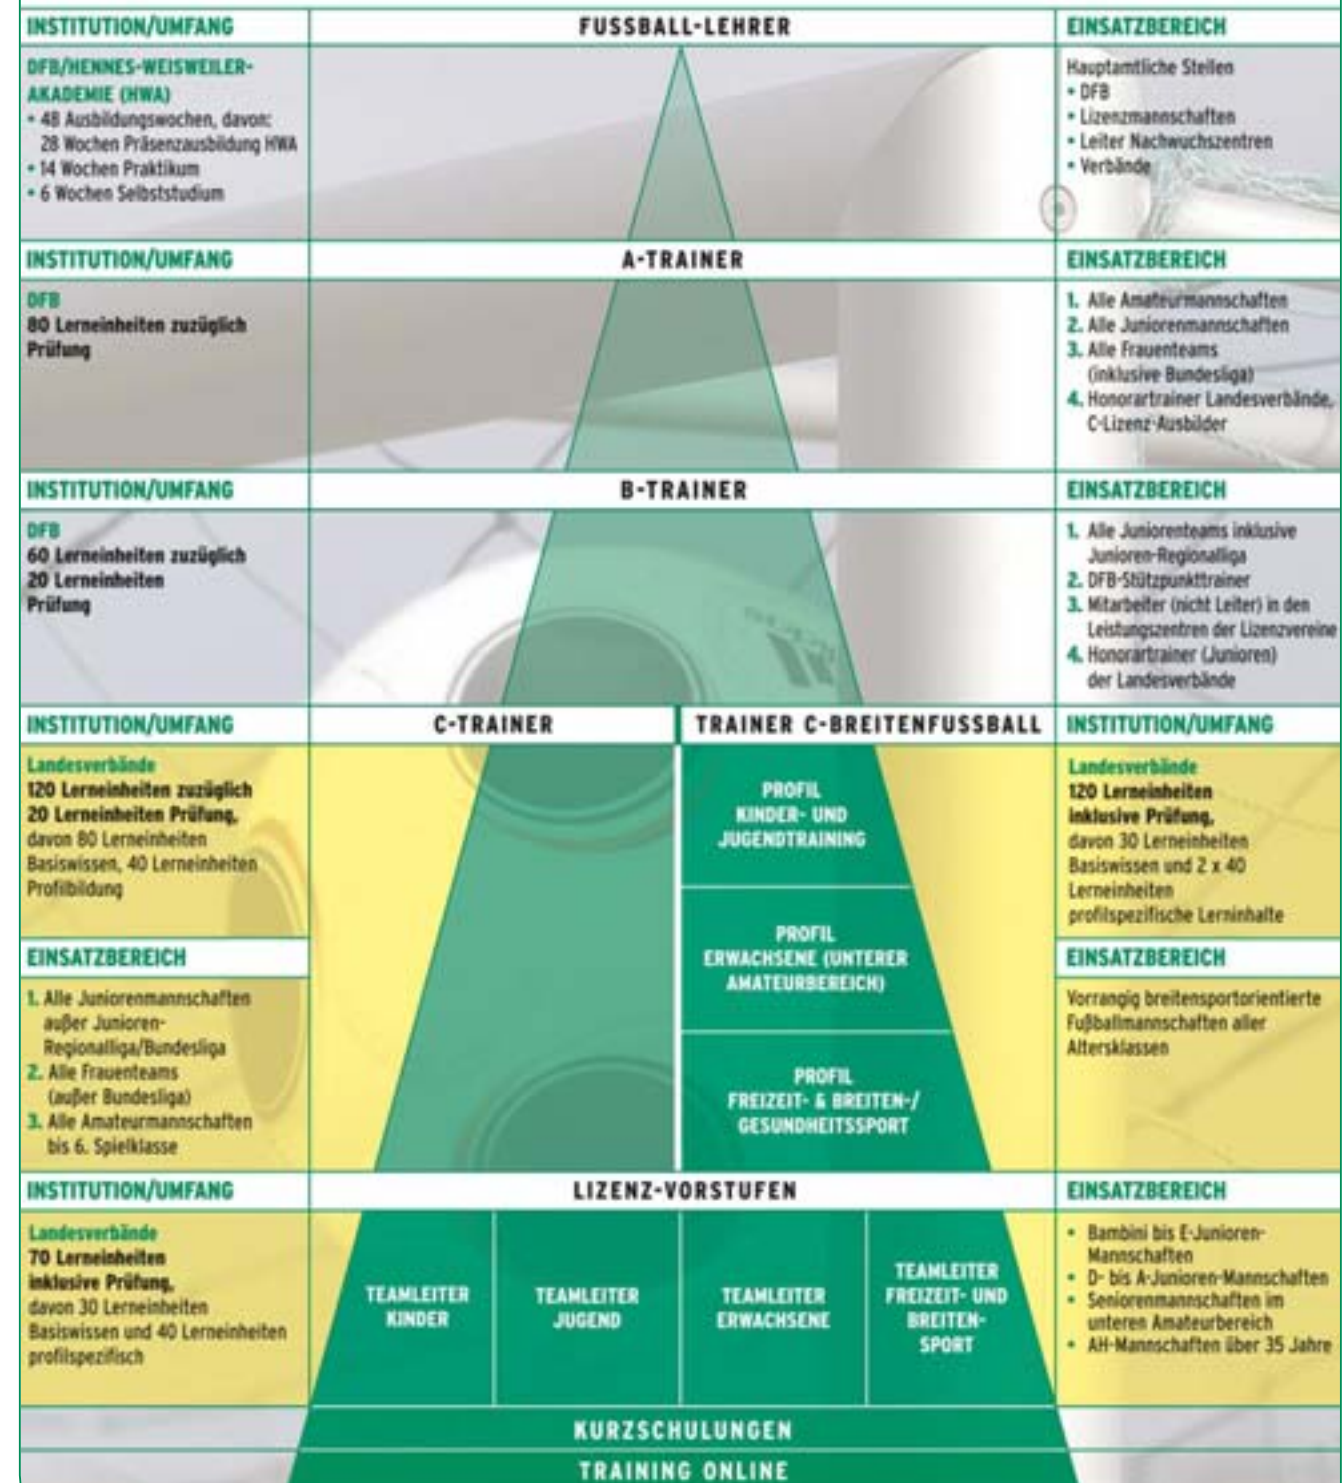 INSTITUTION/UMFANG
FUSSBALL-LEHRER
EINSATZBEREICH
DFB/HENNES-WEISWEILER-
AKADEMIE (HWA)
• 48 Ausbildungswochen, davon:
28 Wochen Präsenzausbildung HWA
• 14 Wochen Praktikum
• 6 Wochen Selbststudium
Hauptamtliche Stellen
• DFB
• Lizenzmannschaften
• Leiter Nachwuchszentren
• Verbände
INSTITUTION/UMFANG
A-TRAINER
EINSATZBEREICH
DFB
80 Lerneinheiten zuzüglich
Prüfung
1. Alle Amateurmannschaften
2. Alle Juniorenmannschaften
3. Alle Frauenteams
(inklusive Bundesliga)
4. Honorartrainer Landesverbände,
C-Lizenz-Ausbilder
INSTITUTION/UMFANG
B-TRAINER
EINSATZBEREICH
DFB
60 Lerneinheiten zuzüglich
20 Lerneinheiten
Prüfung
1. Alle Juniorenteams inklusive
Junioren-Regionalliga
2. DFB-Stützpunkttrainer
3. Mitarbeiter (nicht Leiter) in den
Leistungszentren der Lizenzvereine
4. Honorartrainer (Junioren)
der Landesverbände
INSTITUTION/UMFANG
C-TRAINER
TRAINER C-BREITENFUSSBALL
INSTITUTION/UMFANG
Landesverbände
120 Lerneinheiten zuzüglich
20 Lerneinheiten Prüfung,
davon 80 Lerneinheiten
Basiswissen, 40 Lerneinheiten
Profilbildung
EINSATZBEREICH
1. Alle Juniorenmannschaften
außer Junioren-
Regionalliga/Bundesliga
2. Alle Frauenteams
(außer Bundesliga)
3. Alle Amateurmannschaften
bis 6. Spielklasse
PROFIL
KINDER- UND
JUGENDTRAINING
PROFIL
ERWACHSENE (UNTERER
AMATEURBEREICH)
PROFIL
FREIZEIT- & BREITEN-/
GESUNDHEITSSPORT
Landesverbände
120 Lerneinheiten
inklusive Prüfung,
davon 30 Lerneinheiten
Basiswissen und 2 x 40
Lerneinheiten
profilspezifische Lerninhalte
EINSATZBEREICH
Vorrangig breitensportorientierte
Fußballmannschaften aller
Altersklassen
INSTITUTION/UMFANG
LIZENZ-VORSTUFEN
EINSATZBEREICH
Landesverbände
70 Lerneinheiten
inklusive Prüfung,
davon 30 Lerneinheiten
Basiswissen und 40 Lerneinheiten
profilspezifisch
TEAMLEITER
KINDER
TEAMLEITER
JUGEND
TEAMLEITER
ERWACHSENE
TEAMLEITER
FREIZEIT- UND
BREITEN-
SPORT
• Bambini bis E-Junioren-
Mannschaften
• D- bis A-Junioren-Mannschaften
• Seniorenmannschaften im
unteren Amateurbereich
• AH-Mannschaften über 35 Jahre
KURZSCHULUNGEN
TRAINING ONLINE